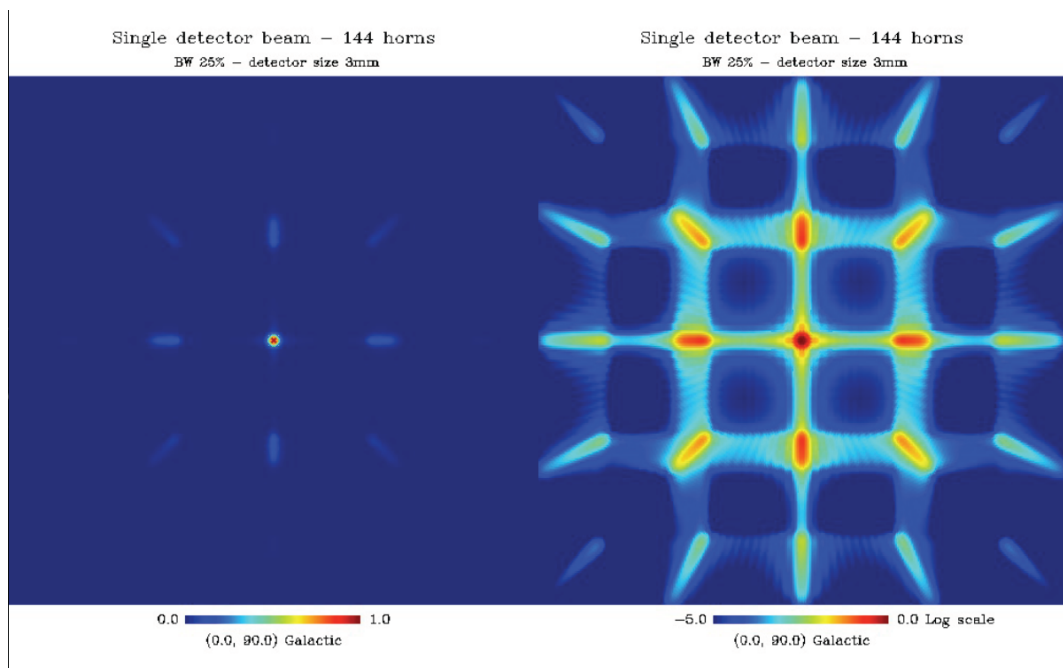 Single detector beam – 144 horns
BW 25% – detector size 3mm
0.0 1.0
(0.0, 90.0) Galactic
Single detector beam – 144 horns
BW 25% – detector size 3mm
−5.0 0.0 Log scale
(0.0, 90.0) Galactic